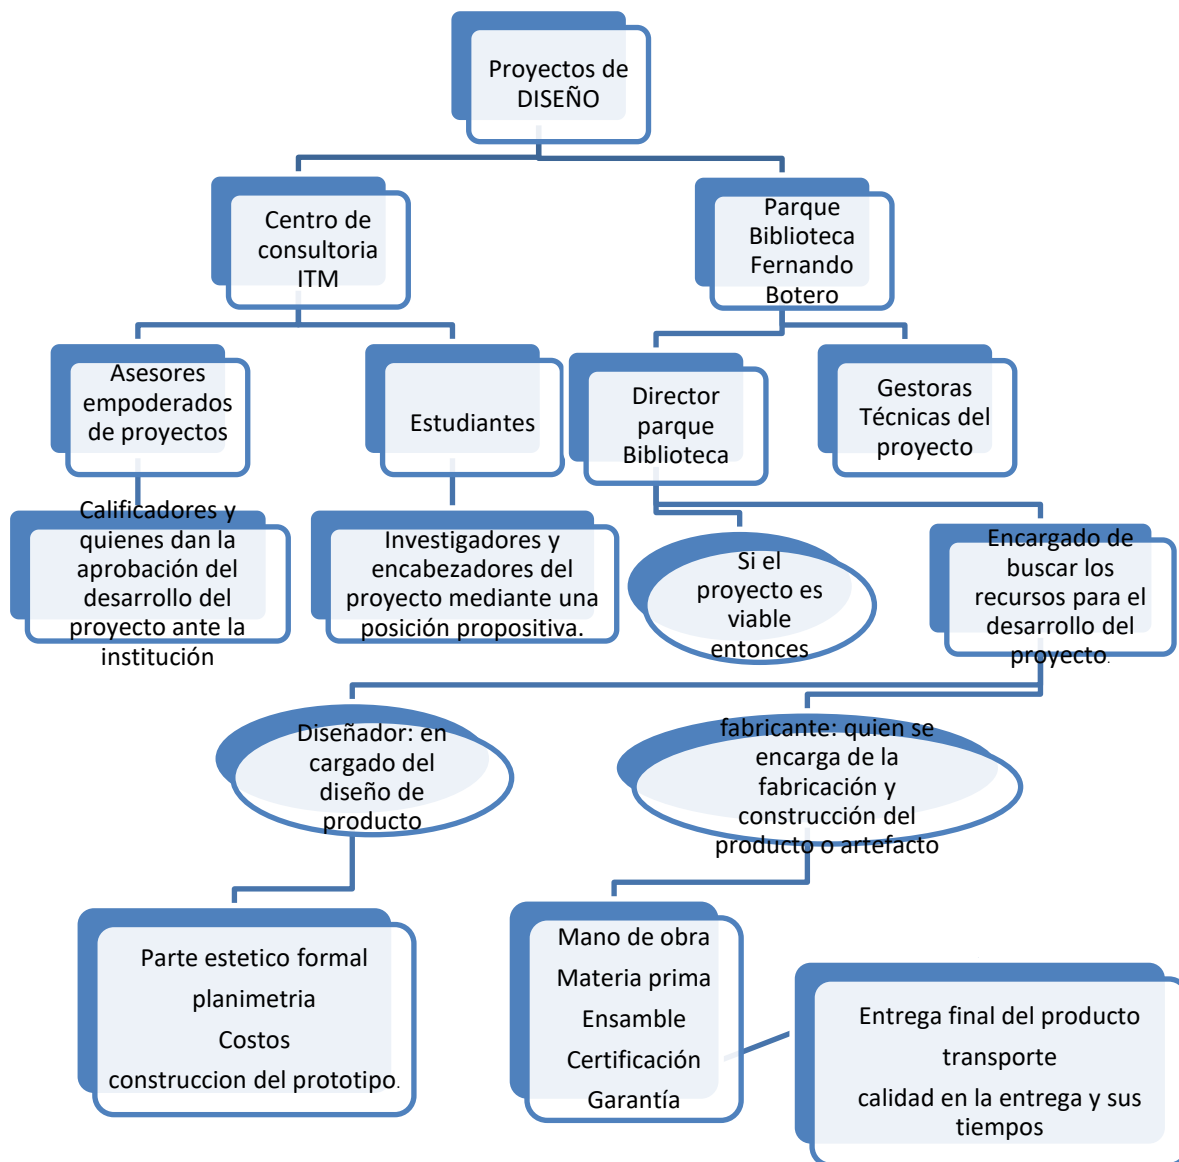 Proyectos de
DISEÑO
Centro de
consultoria
ITM
Parque
Biblioteca
Fernando
Botero
Asesores
empoderados
de proyectos
Estudiantes
Director
parque
Biblioteca
Gestoras
Técnicas del
proyecto
Calificadores y
quienes dan la
aprobación del
desarrollo del
proyecto ante la
institución
Investigadores y
encabezadores del
proyecto mediante una
posición propositiva.
Si el
proyecto es
viable
entonces
Encargado de
buscar los
recursos para el
desarrollo del
proyecto.
Diseñador: en
cargado del
diseño de
producto
fabricante: quien se
encarga de la
fabricación y
construcción del
producto o artefacto
Parte estetico formal
planimetria
Costos
construccion del prototipo.
Mano de obra
Materia prima
Ensamble
Certificación
Garantía
Entrega final del producto
transporte
calidad en la entrega y sus
tiempos